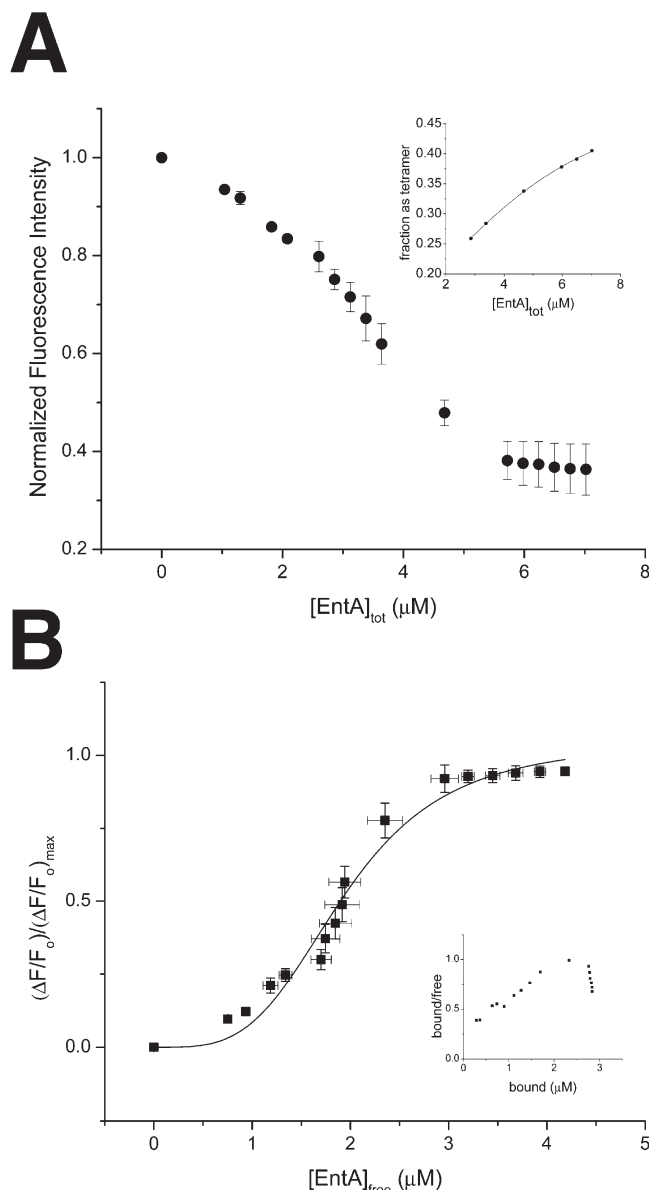 A
Normalized Fluorescence Intensity
1.0
0.8
0.6
0.4
0.2
0 2 4 6 8
[EntA]tot (μM)
fraction as tetramer
0.45
0.40
0.35
0.30
0.25
0.20
2 4 6 8
[EntA]tot (μM)
B
(ΔF/Fo)/(ΔF/Fo)max
1.0
0.5
0.0
0 1 2 3 4 5
[EntA]free (μM)
bound/free
1.0
0.5
0.0
0 1 2 3
bound (μM)